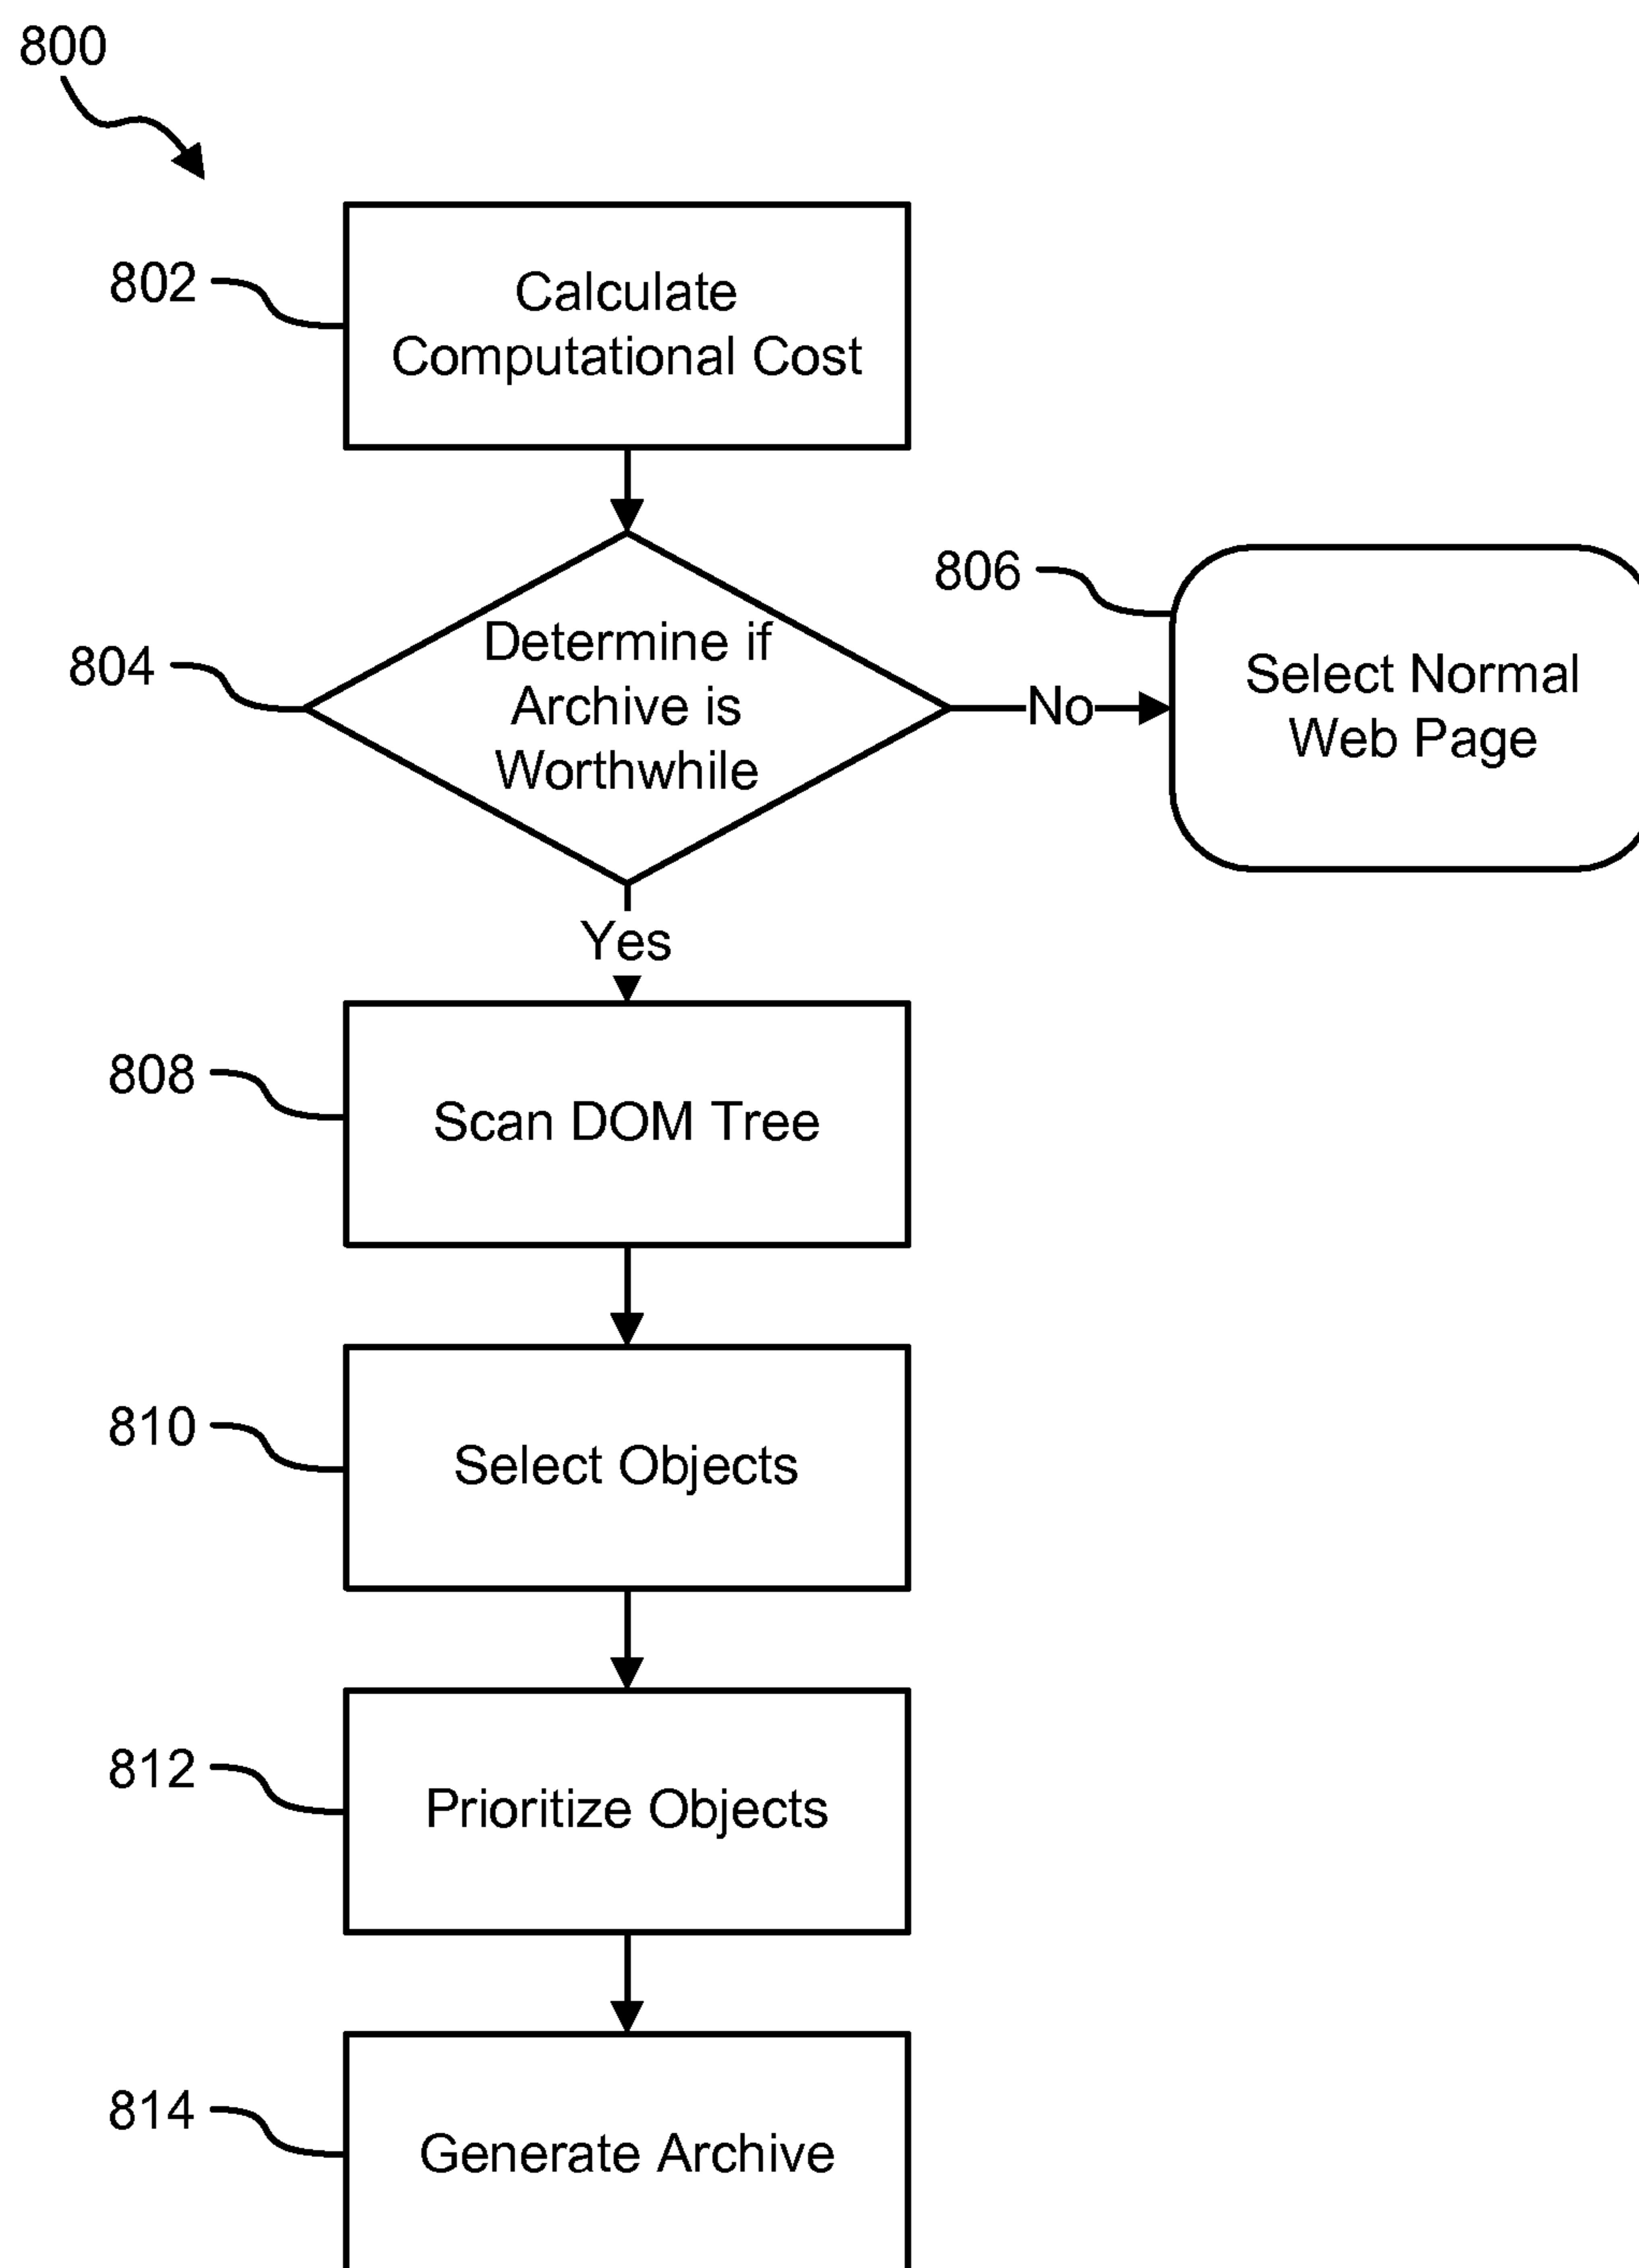 800
802
Calculate
Computational Cost
804
Determine if
Archive is
Worthwhile
No
806
Select Normal
Web Page
Yes
808
Scan DOM Tree
810
Select Objects
812
Prioritize Objects
814
Generate Archive